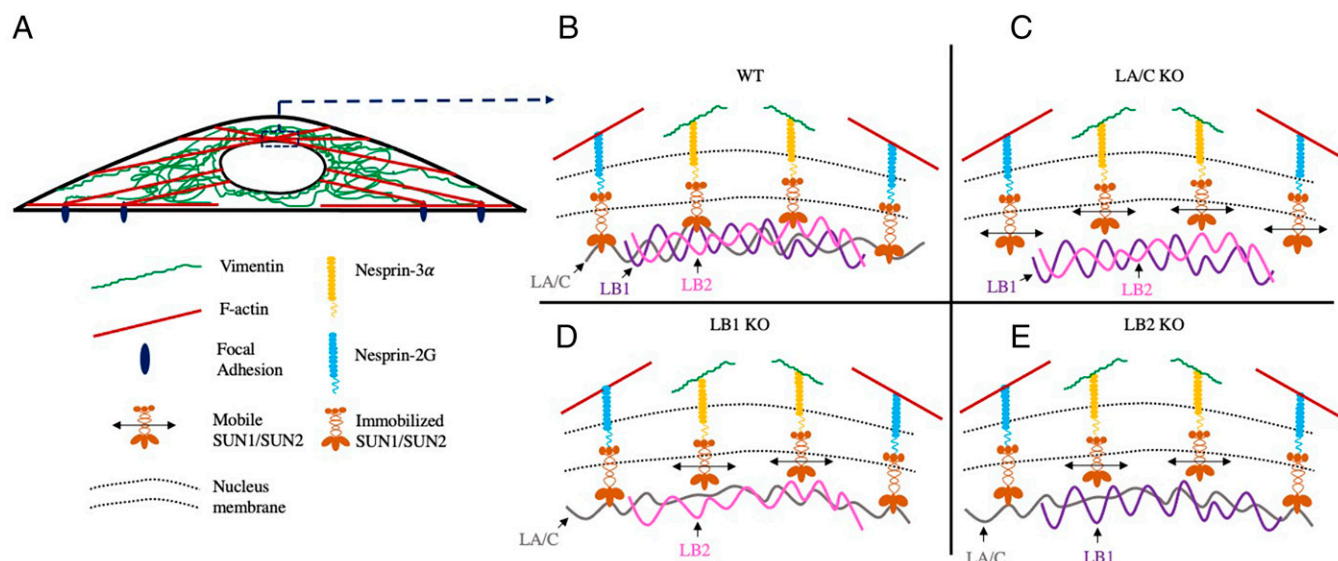 A
Vimentin
F-actin
Focal
Adhesion
Mobile
SUN1/SUN2
Nucleus
membrane
Nesprin-3α
Nesprin-2G
Immobilized
SUN1/SUN2
B
WT
LA/C
LB1
LB2
C
LA/C KO
LB1
LB2
D
LB1 KO
LA/C
LB2
E
LB2 KO
LA/C
LB1